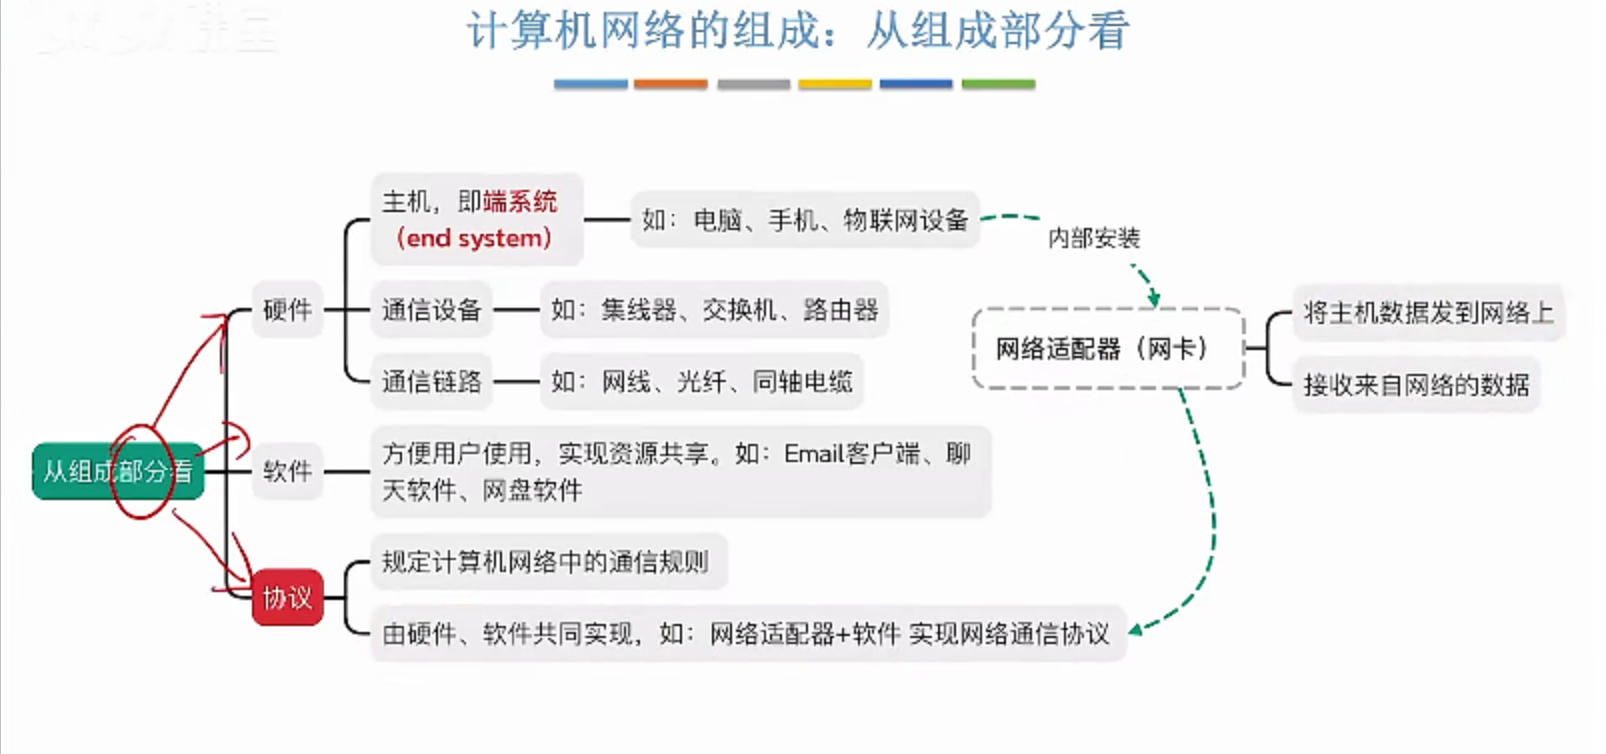 计算机网络的组成：从组成部分看
主机，即端系统
（end system）
如：电脑、手机、物联网设备
内部安装
硬件
通信设备
如：集线器、交换机、路由器
网络适配器（网卡）
将主机数据发到网络上
接收来自网络的数据
通信链路
如：网线、光纤、同轴电缆
从组成部分看
软件
方便用户使用，实现资源共享。如：Email客户端、聊
天软件、网盘软件
协议
规定计算机网络中的通信规则
由硬件、软件共同实现，如：网络适配器+软件 实现网络通信协议